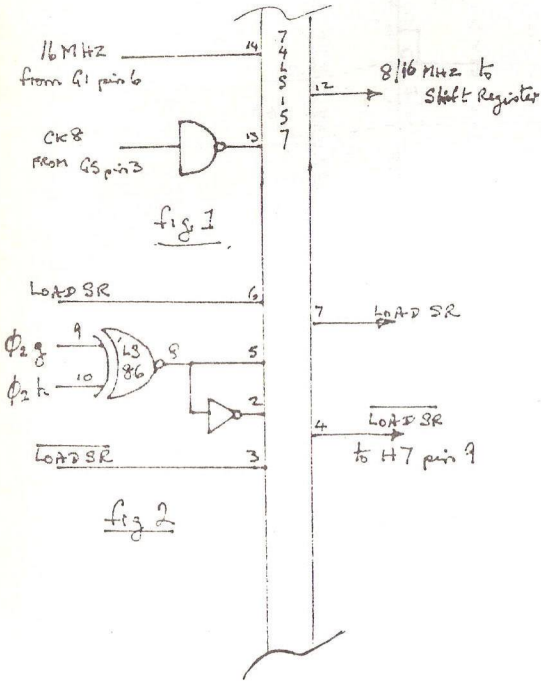 16 MHZ
from G1 pin 6
14
7
4
L
S
1
5
7
12
8/16 MHz to
Shift Register
CK8
FROM G5 pin 3
13
fig 1
LOAD SR
6
7
LOAD SR
ϕ2 g
9
'LS
86
8
5
ϕ2 h
10
2
4
LOAD SR
to H7 pin 9
LOAD SR
3
fig 2